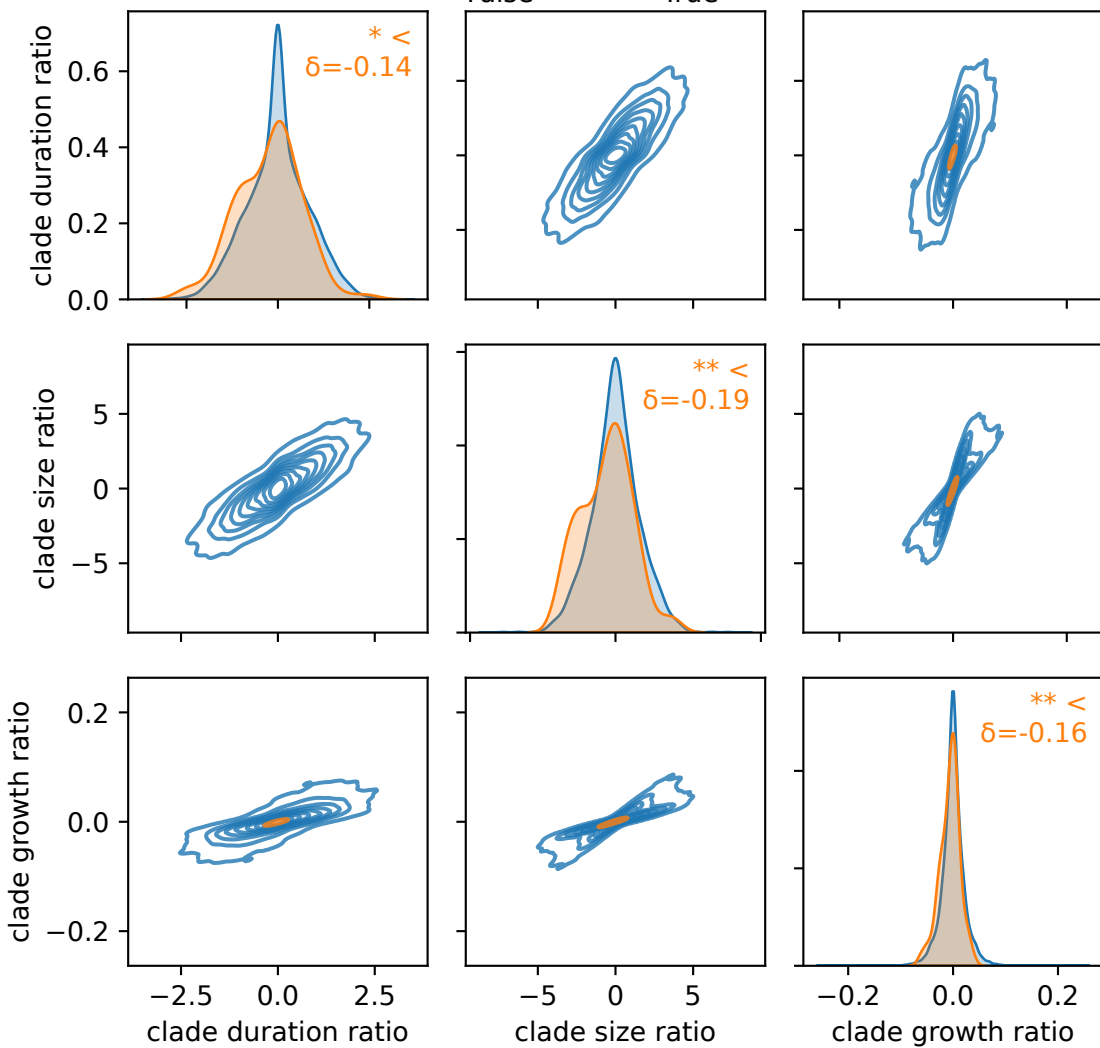 * <
δ=-0.14
clade duration ratio
0.6
0.4
0.2
0.0
** <
δ=-0.19
clade size ratio
5
0
−5
** <
δ=-0.16
clade growth ratio
0.2
0.0
−0.2
−2.5 0.0 2.5 −5 0 5 −0.2 0.0 0.2
clade duration ratio clade size ratio clade growth ratio